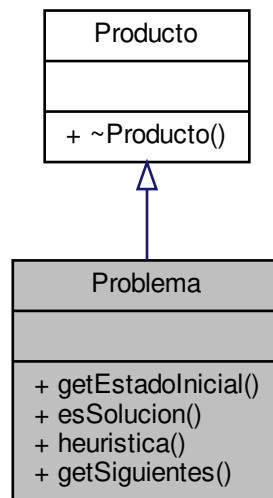 Producto
+ ~Producto()
Problema
+ getEstadoInicial()
+ esSolucion()
+ heuristica()
+ getSiguientes()